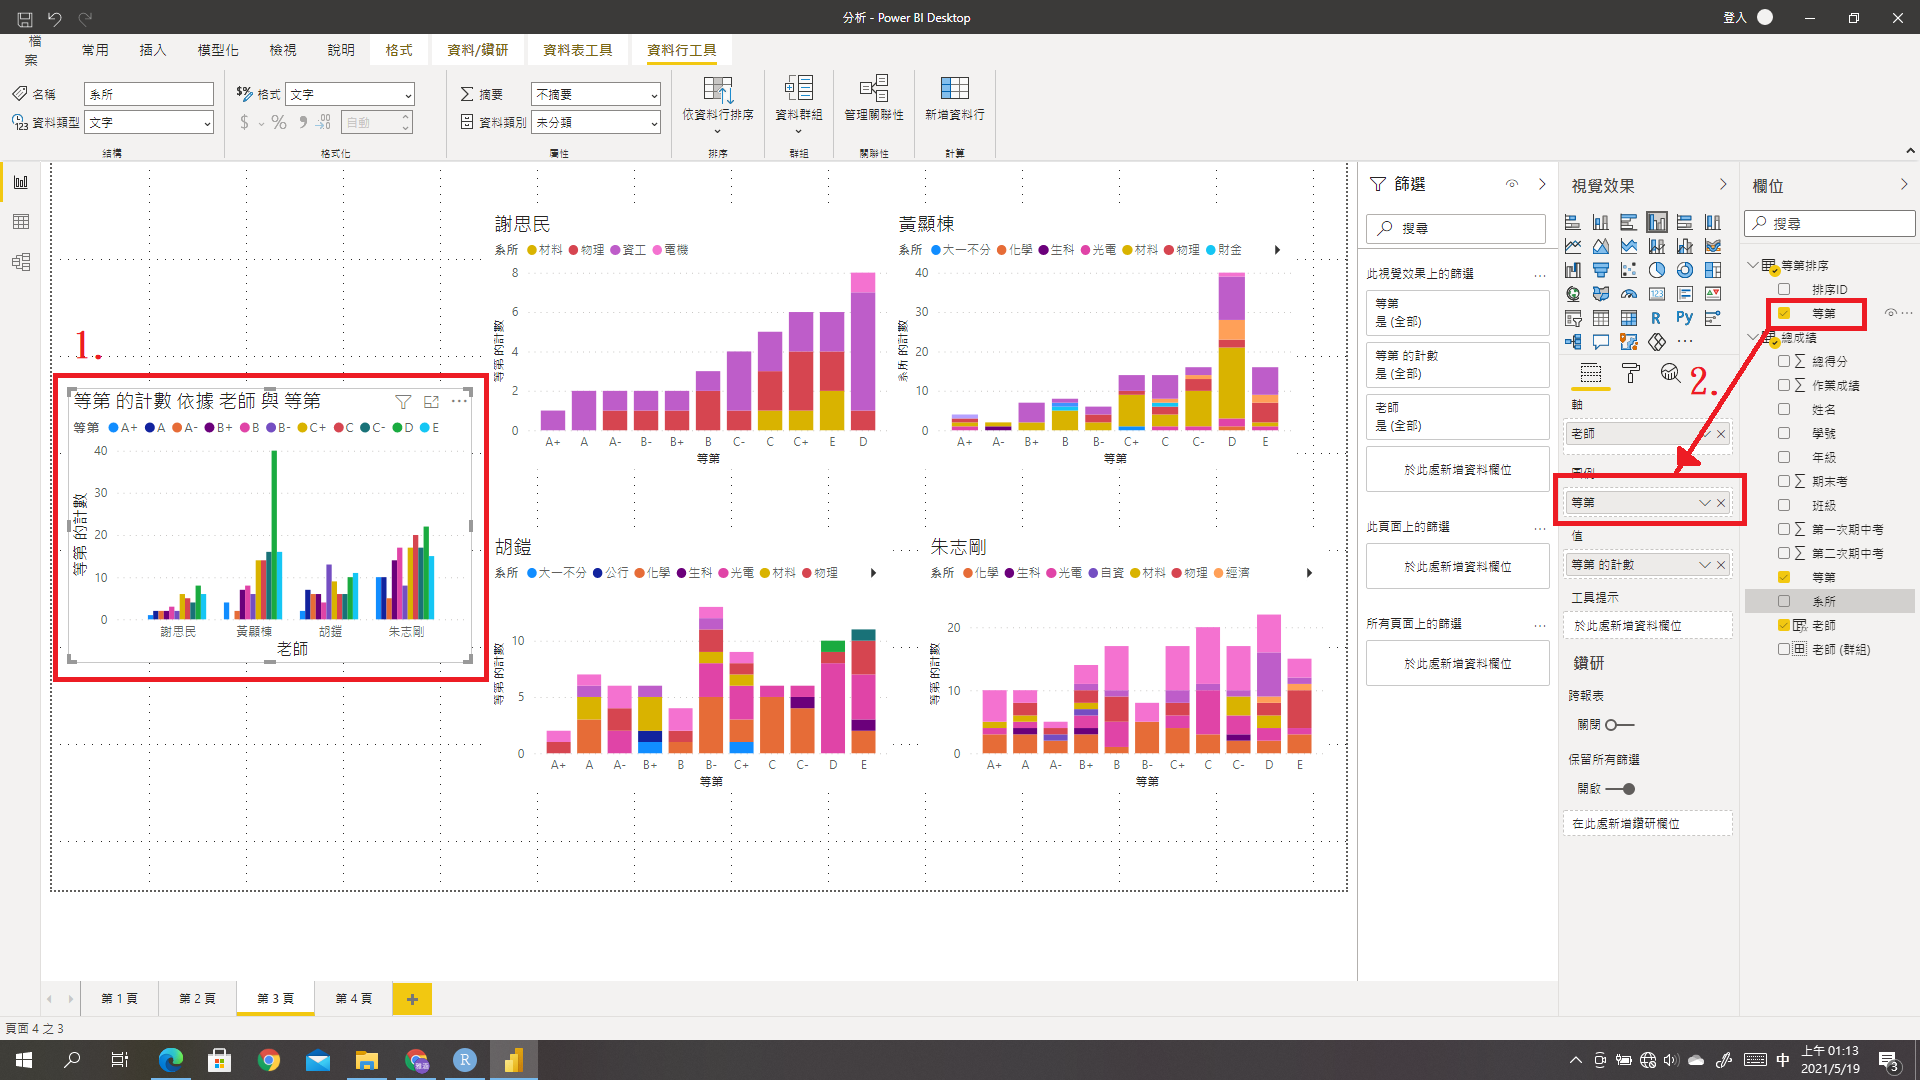 分析 - Power BI Desktop
登入
檔案 常用 插入 模型化 檢視 說明 格式 資料/鑽研 資料表工具 資料行工具
名稱 系所 格式 文字 摘要 不摘要
資料類型 文字 $ % 自動 資料類別 未分類
依資料行排序 資料群組 管理關聯性 新增資料行
結構 格式化 屬性 排序 群組 關聯性 計算
1.
等第 的計數 依據 老師 與 等第
等第 A+ A A- B+ B B- C+ C C- D E
等第 的計數
40
30
20
10
0
謝思民 黃顯棟 胡鎧 朱志剛
老師
謝思民
系所 材料 物理 資工 電機
等第 的計數
8
6
4
2
0
A+ A A- B- B+ B C- C C+ E D
等第
黃顯棟
系所 大一不分 化學 生科 光電 材料 物理 財金
系所 的計數
40
30
20
10
0
A+ A- B+ B B- C+ C C- D E
等第
胡鎧
系所 大一不分 公行 化學 生科 光電 材料 物理
等第 的計數
10
5
0
A+ A A- B+ B B- C+ C C- D E
等第
朱志剛
系所 化學 生科 光電 自資 材料 物理 經濟
等第 的計數
20
10
0
A+ A A- B+ B B- C+ C C- D E
等第
篩選
搜尋
此視覺效果上的篩選 ...
等第
是 (全部)
等第 的計數
是 (全部)
老師
是 (全部)
於此處新增資料欄位
此頁面上的篩選 ...
於此處新增資料欄位
所有頁面上的篩選 ...
於此處新增資料欄位
視覺效果
123
R Py
...
2.
軸
老師
圖例
等第
值
等第 的計數
工具提示
於此處新增資料欄位
鑽研
跨報表
關閉
保留所有篩選
開啟
在此處新增鑽研欄位
欄位
搜尋
等第排序
排序ID
等第
總成績
總得分
作業成績
姓名
學號
年級
期末考
班級
第一次期中考
第二次期中考
等第
系所
老師
老師 (群組)
第 1 頁 第 2 頁 第 3 頁 第 4 頁 +
頁面 4 之 3
R
中
上午 01:13
2021/5/19
3